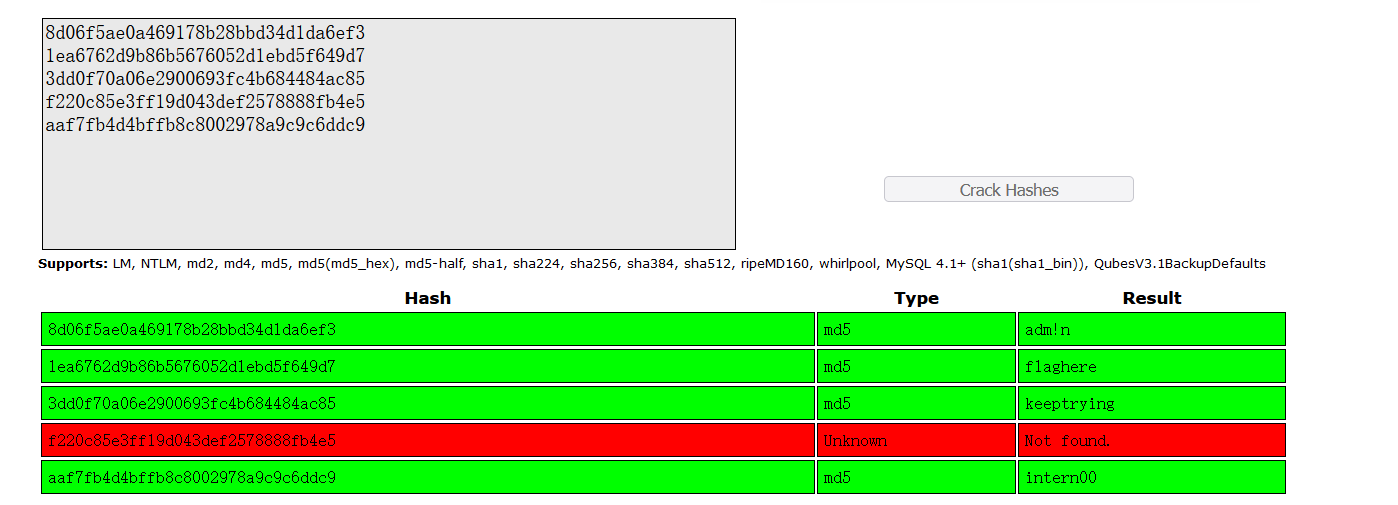 8d06f5ae0a469178b28bbd34d1da6ef3
1ea6762d9b86b5676052d1ebd5f649d7
3dd0f70a06e2900693fc4b684484ac85
f220c85e3ff19d043def2578888fb4e5
aaf7fb4d4bffb8c8002978a9c9c6ddc9
Crack Hashes
Supports: LM, NTLM, md2, md4, md5, md5(md5_hex), md5-half, sha1, sha224, sha256, sha384, sha512, ripeMD160, whirlpool, MySQL 4.1+ (sha1(sha1_bin)), QubesV3.1BackupDefaults
Hash Type Result
8d06f5ae0a469178b28bbd34d1da6ef3 md5 adm!n
1ea6762d9b86b5676052d1ebd5f649d7 md5 flaghere
3dd0f70a06e2900693fc4b684484ac85 md5 keeptrying
f220c85e3ff19d043def2578888fb4e5 Unknown Not found.
aaf7fb4d4bffb8c8002978a9c9c6ddc9 md5 intern00